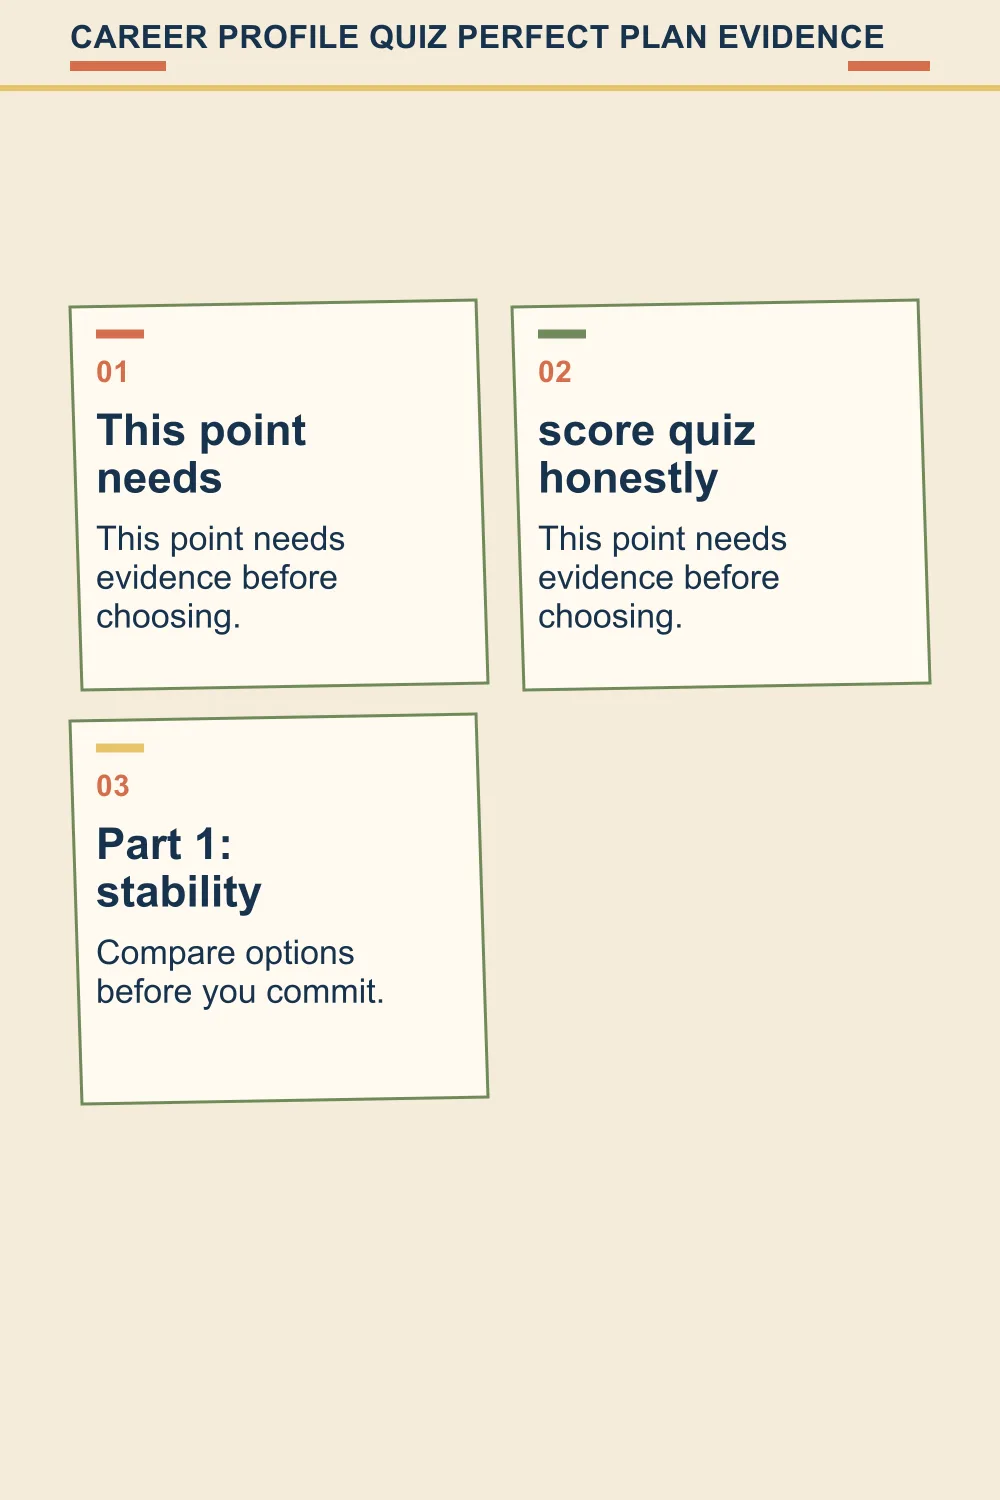 CAREER PROFILE QUIZ PERFECT PLAN EVIDENCE
01
This point
needs
This point needs
evidence before
choosing.
02
score quiz
honestly
This point needs
evidence before
choosing.
03
Part 1:
stability
Compare options
before you commit.